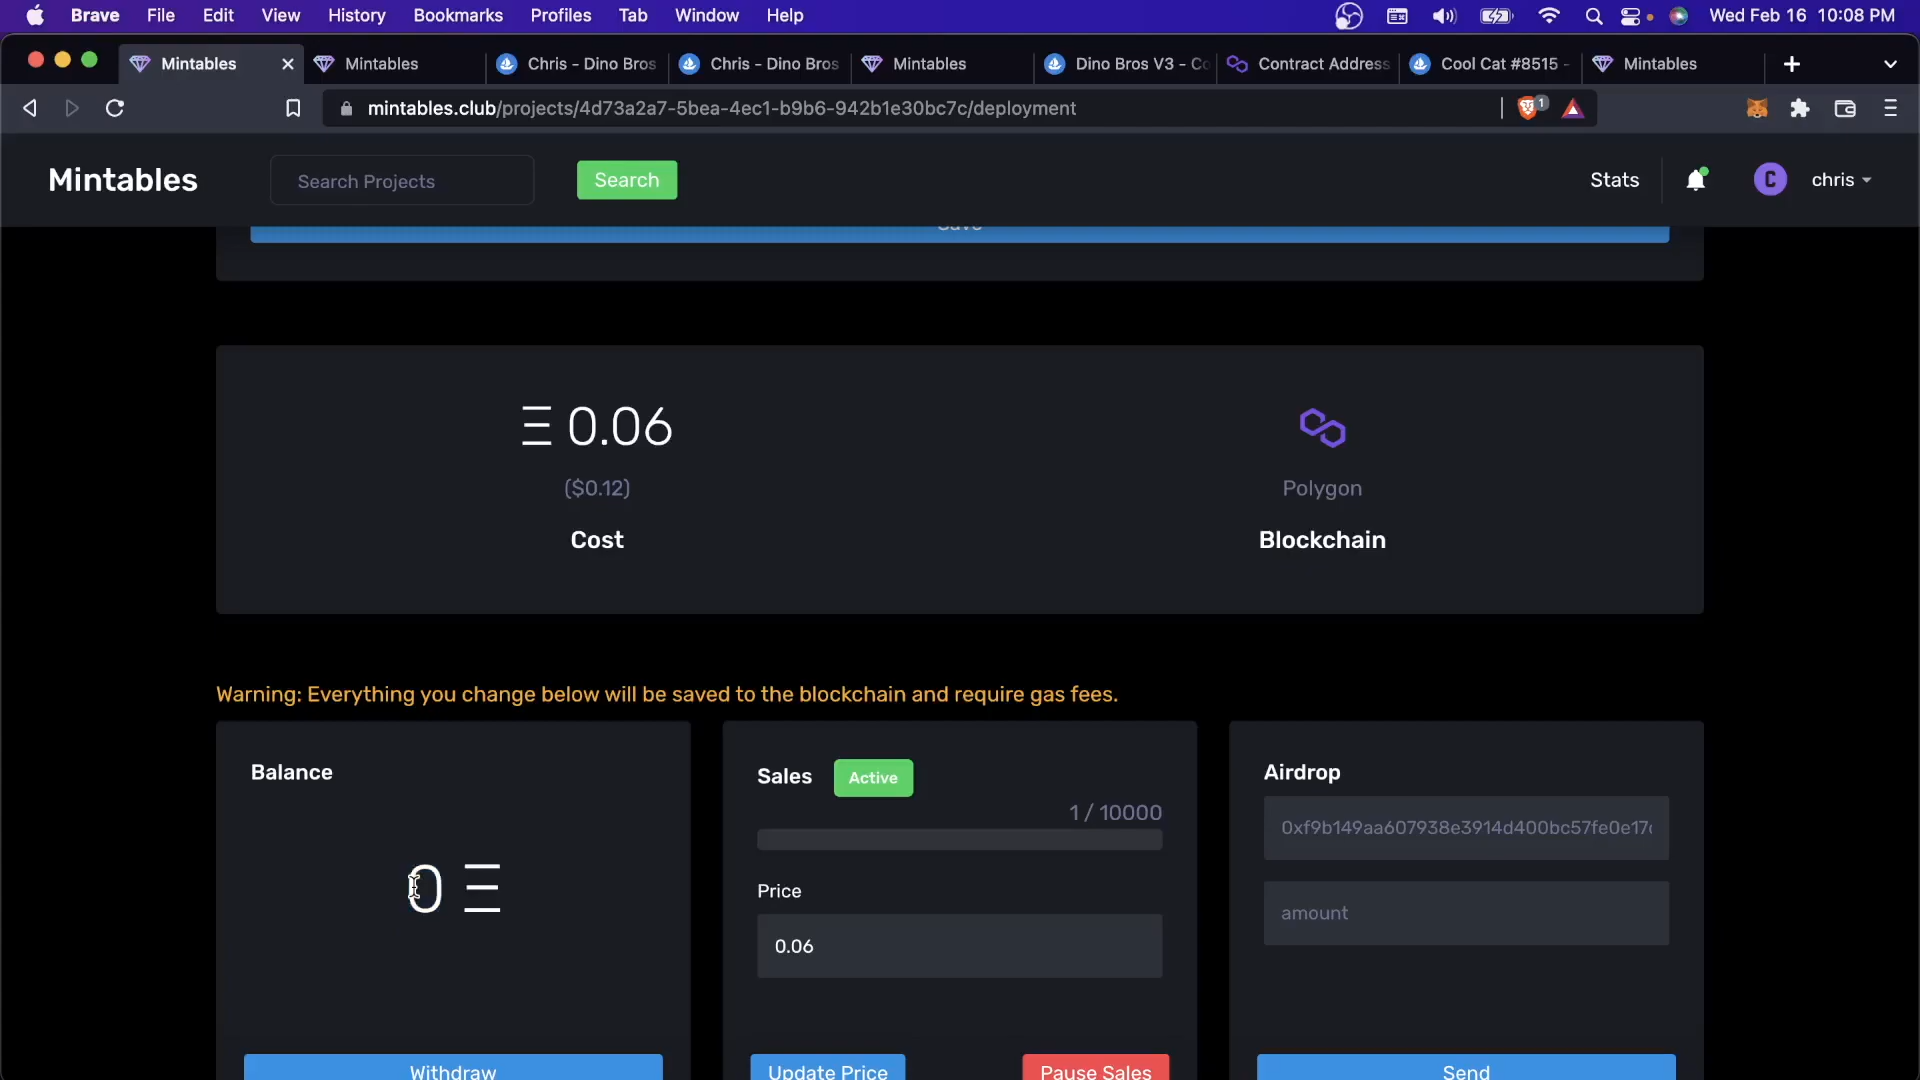 Brave File Edit View History Bookmarks Profiles Tab Window Help Wed Feb 16 10:08 PM
Mintables Mintables Chris - Dino Bros Chris - Dino Bros Mintables Dino Bros V3 - Co Contract Address Cool Cat #8515 - Mintables
mintables.club/projects/4d73a2a7-5bea-4ec1-b9b6-942b1e30bc7c/deployment 1
Mintables Search Projects Search Stats C chris
Save
Ξ 0.06
($0.12) Polygon
Cost Blockchain
Warning: Everything you change below will be saved to the blockchain and require gas fees.
Balance Sales Active Airdrop
1 / 10000
0xf9b149aa607938e3914d400bc57fe0e17
0 Ξ
Price
amount
0.06
Withdraw Update Price Pause Sales Send